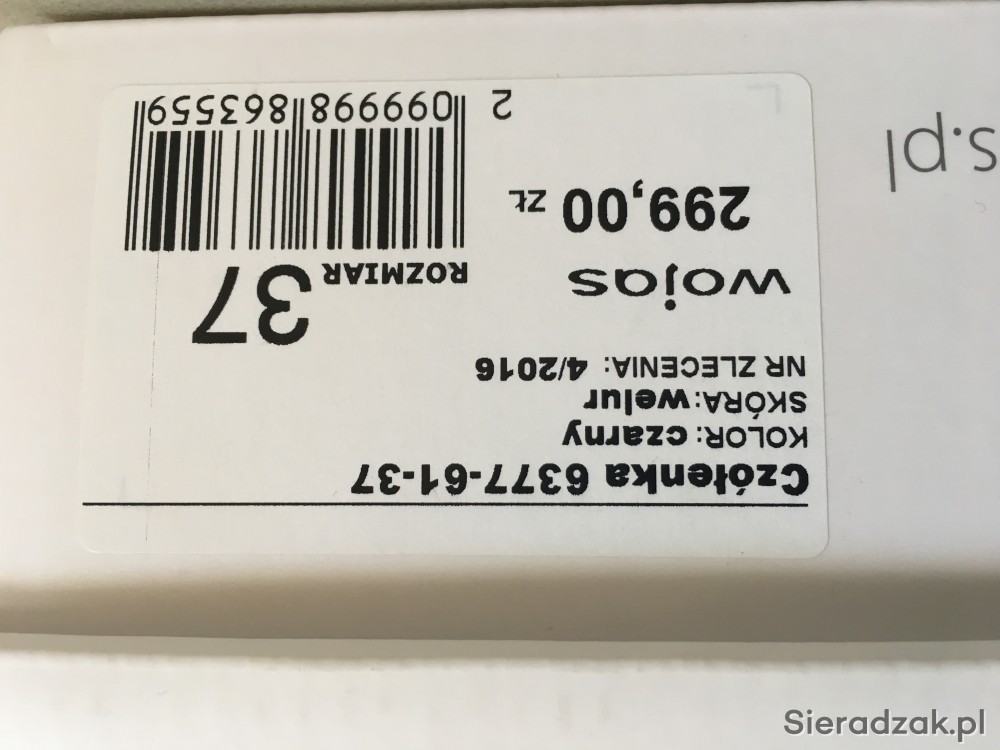 Czółenka 6377-61-37
KOLOR: czarny
SKÓRA: welur
NR ZLECENIA: 4/2016
wojas
ROZMIAR 37
299,00 ZŁ
2 099998 863559
s.pl
Sieradzak.pl